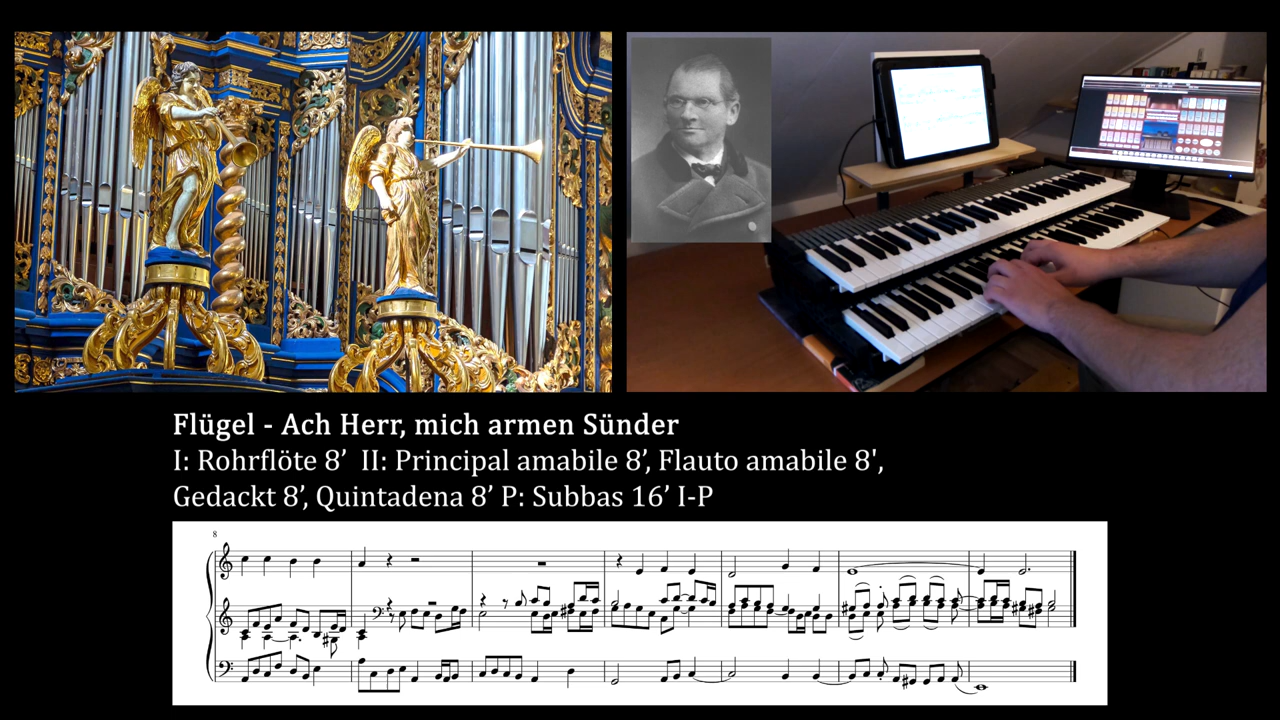 Flügel - Ach Herr, mich armen Sünder
I: Rohrflöte 8’  II: Principal amabile 8’, Flauto amabile 8',
Gedackt 8’, Quintadena 8’ P: Subbas 16’ I-P
8